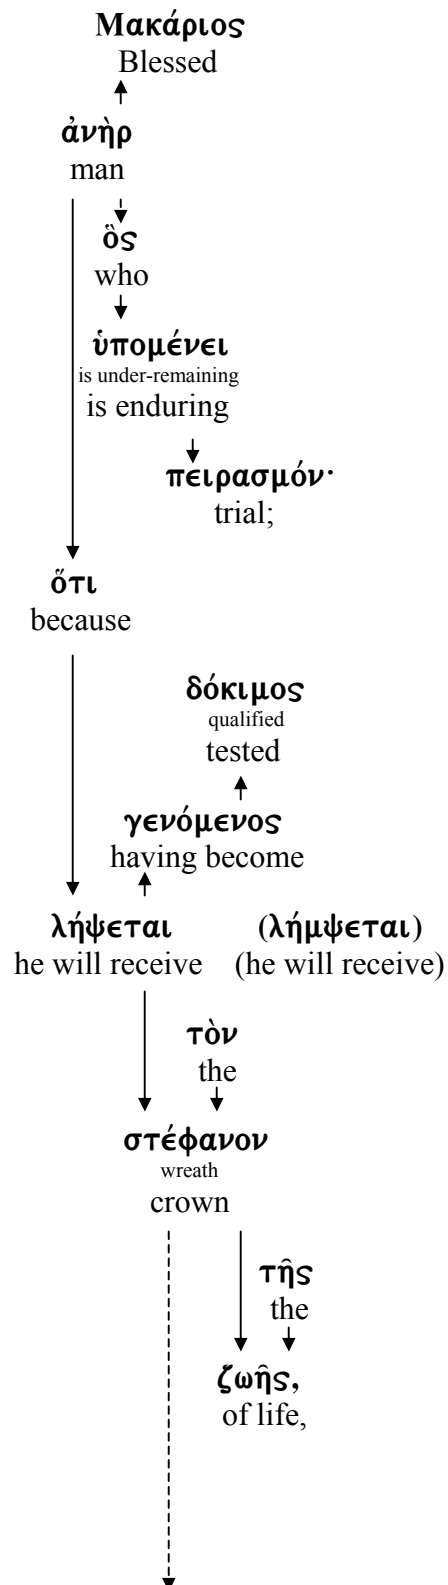 Μακάριος
Blessed
ἀνὴρ
man
ὃς
who
ὑπομένει
is under-remaining
is enduring
πειρασμόν·
trial;
ὅτι
because
δόκιμος
qualified
tested
γενόμενος
having become
λήψεται (λήμψεται)
he will receive (he will receive)
τὸν
the
στέφανον
wreath
crown
τῆς
the
ζωῆς,
of life,